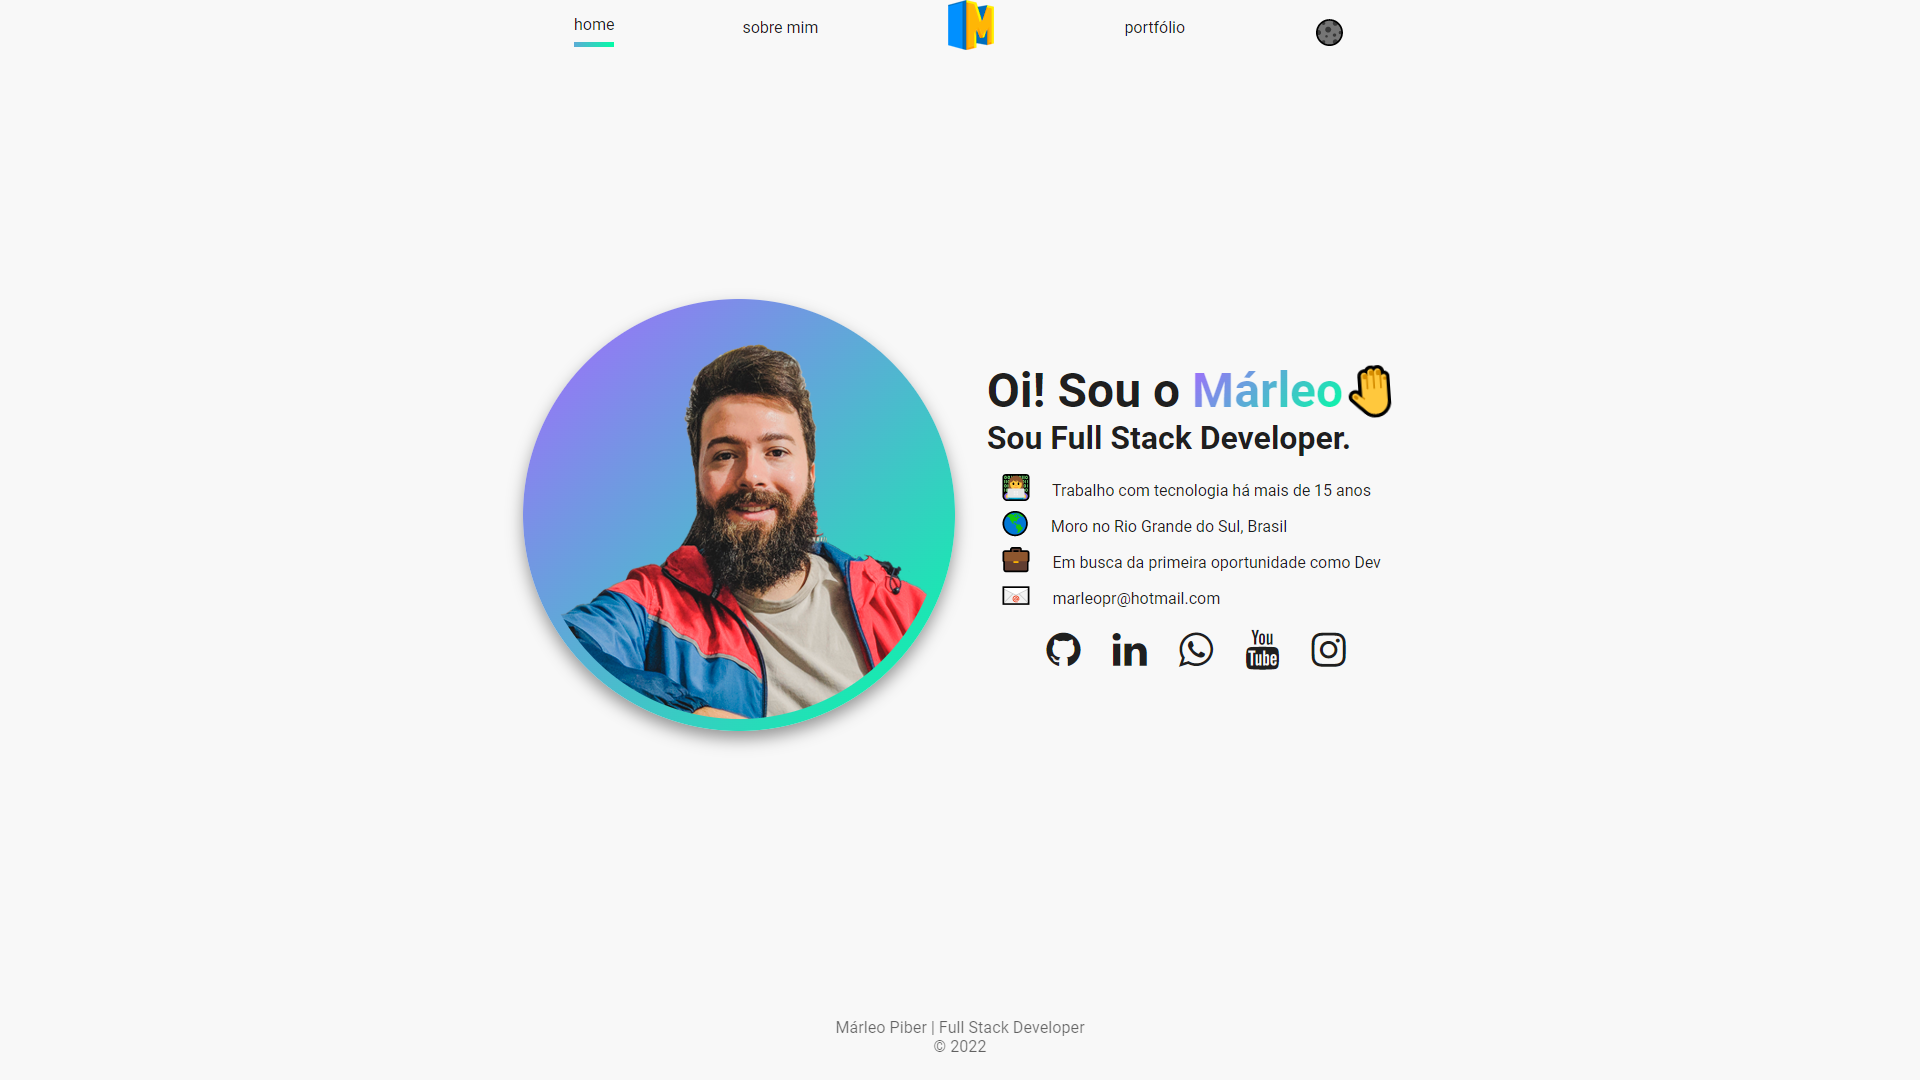 home
sobre mim
M
portfólio
Oi! Sou o Márleo
Sou Full Stack Developer.
Trabalho com tecnologia há mais de 15 anos
Moro no Rio Grande do Sul, Brasil
Em busca da primeira oportunidade como Dev
marleopr@hotmail.com
in
You
Tube
Márleo Piber | Full Stack Developer
© 2022